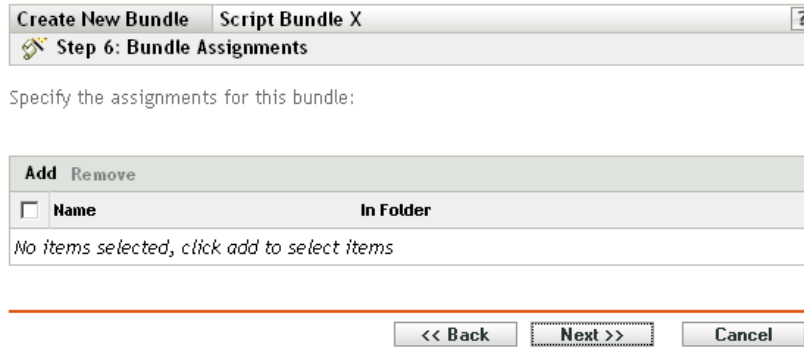 Create New Bundle Script Bundle X ?
Step 6: Bundle Assignments
Specify the assignments for this bundle:
Add Remove
Name In Folder
No items selected, click add to select items
<< Back Next >> Cancel